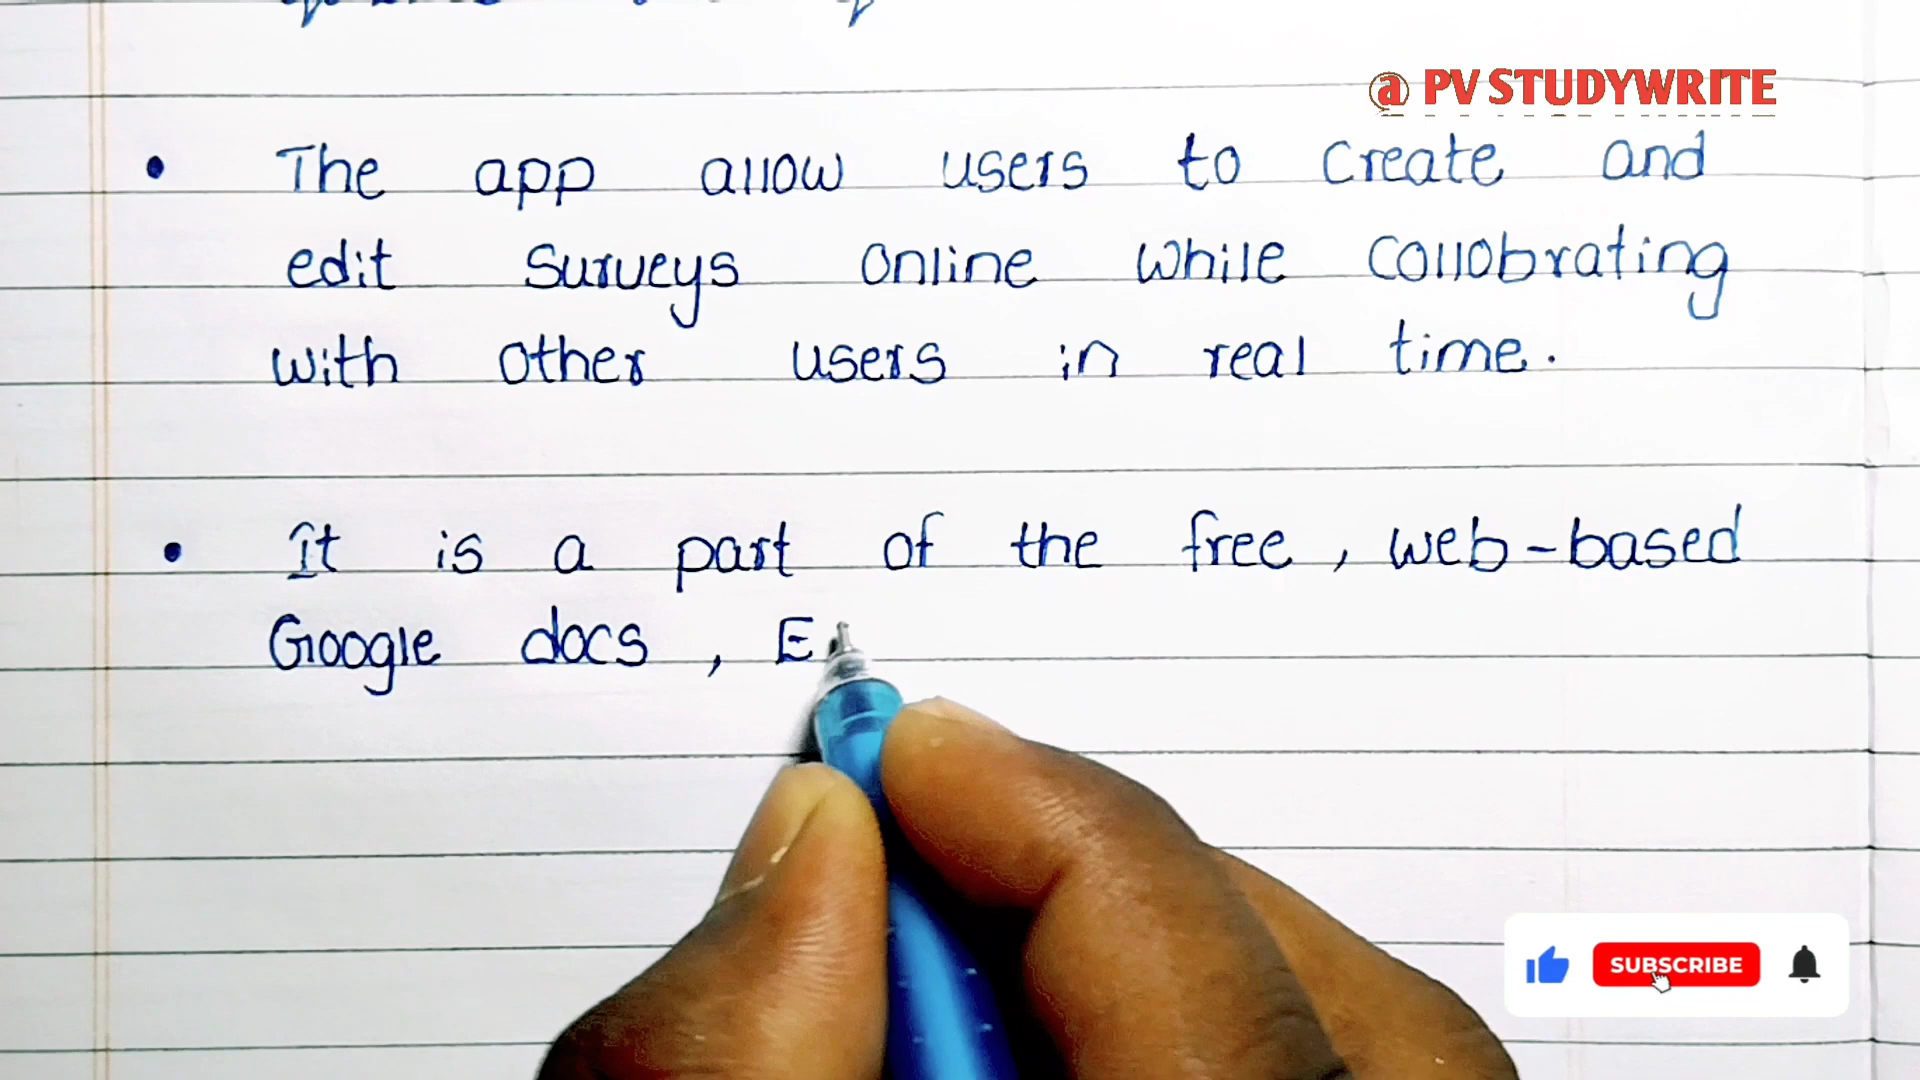 @ PV STUDYWRITE
• The app allow users to create and
edit surveys online while collobrating
with other users in real time.
• It is a part of the free, web-based
Google docs, E
SUBSCRIBE